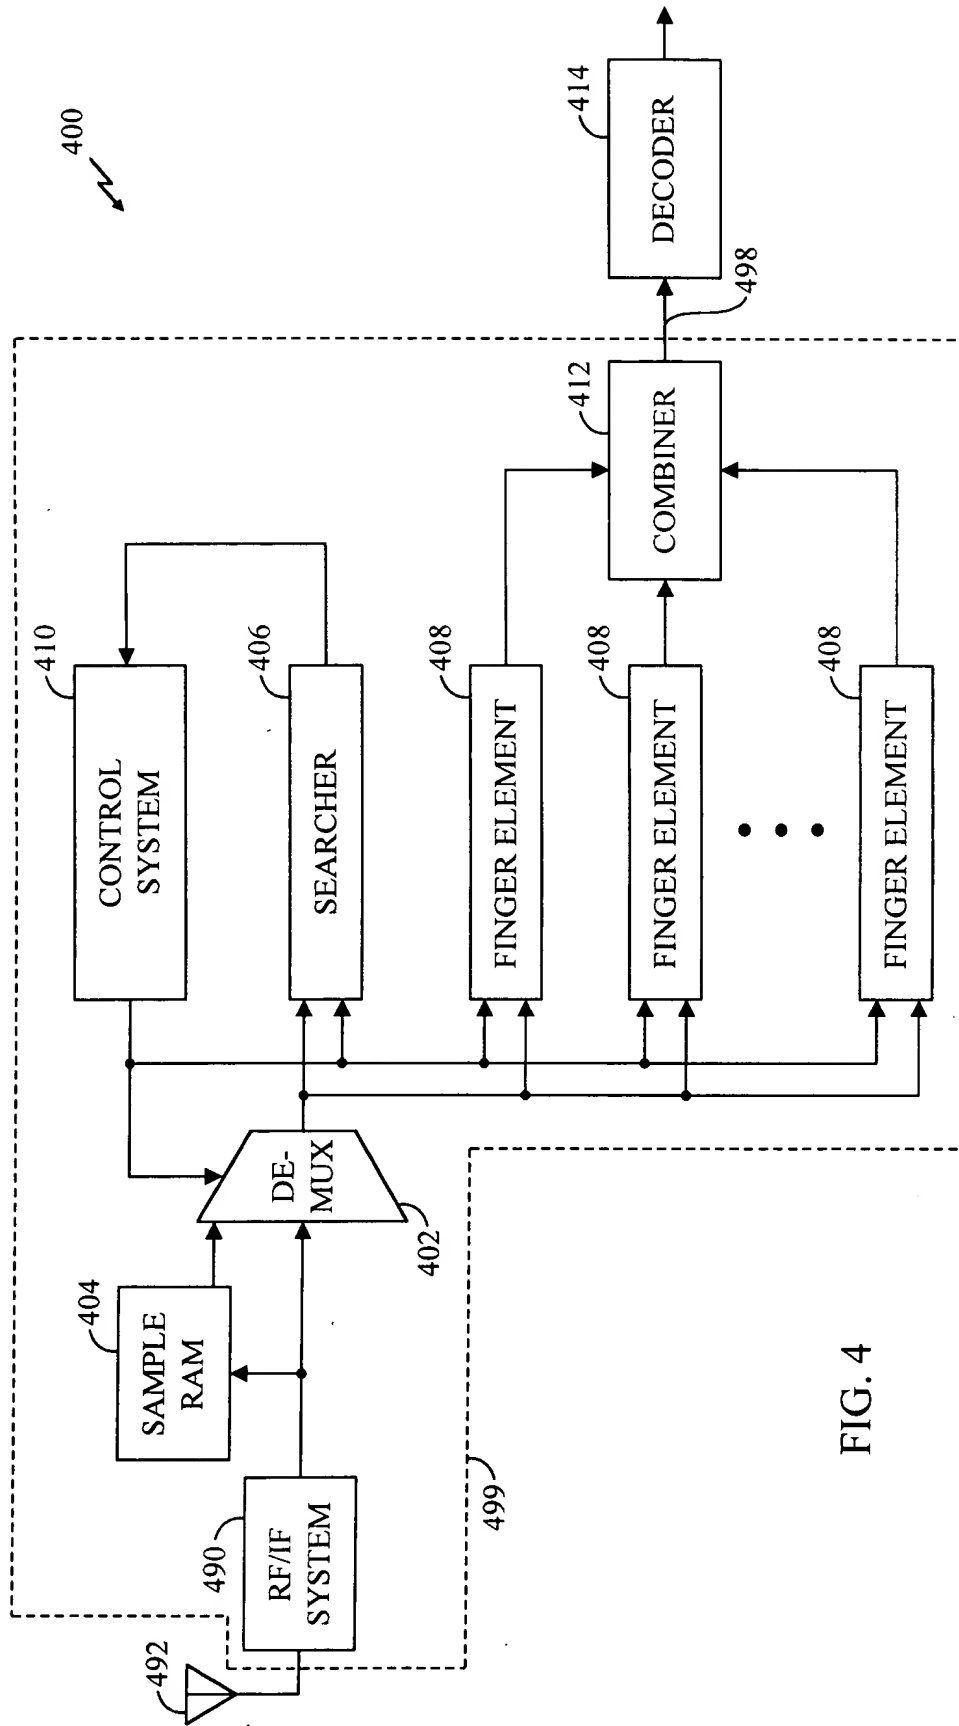 400
410
CONTROL
SYSTEM
404
SAMPLE
RAM
406
SEARCHER
492
490
RF/IF
SYSTEM
DE-
MUX
402
408
FINGER ELEMENT
499
408
FINGER ELEMENT
408
FINGER ELEMENT
412
COMBINER
498
414
DECODER
FIG. 4